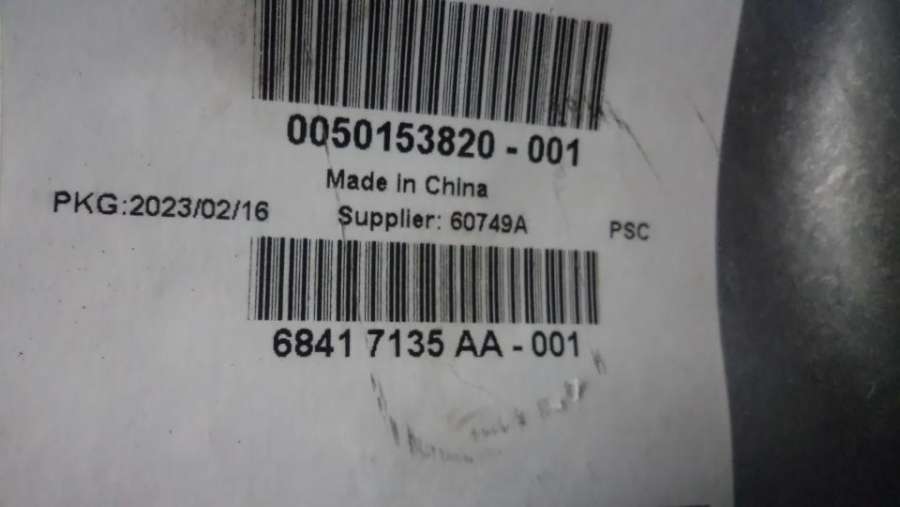 0050153820 - 001
Made in China
PKG:2023/02/16 Supplier: 60749A PSC
6841 7135 AA - 001